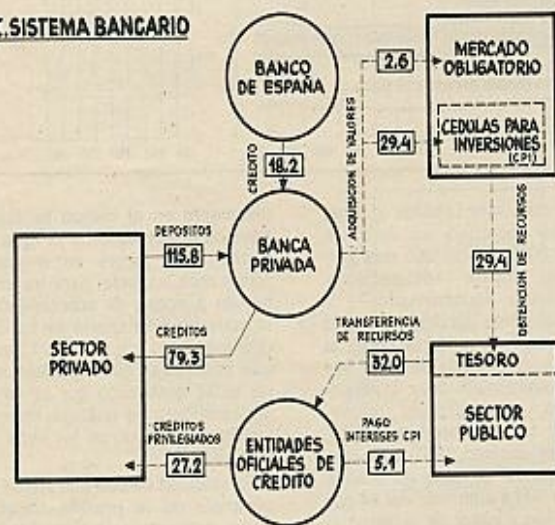 C. SISTEMA BANCARIO
BANCO
DE ESPAÑA
MERCADO
OBLIGATORIO
2,6
CEDULAS PARA
INVERSIONES
(CPI)
29,4
ADQUISICION DE VALORES
CREDITO
18.2
DEPOSITOS
115.8
BANCA
PRIVADA
29,4
OBTENCION DE RECURSOS
SECTOR
PRIVADO
CREDITOS
79.3
TRANSFERENCIA
DE RECURSOS
32.0
TESORO
SECTOR
PUBLICO
CRÉDITOS
PRIVILEGIADOS
27.2
ENTIDADES
OFICIALES DE
CREDITO
PAGO
INTERESES CPI
5,1